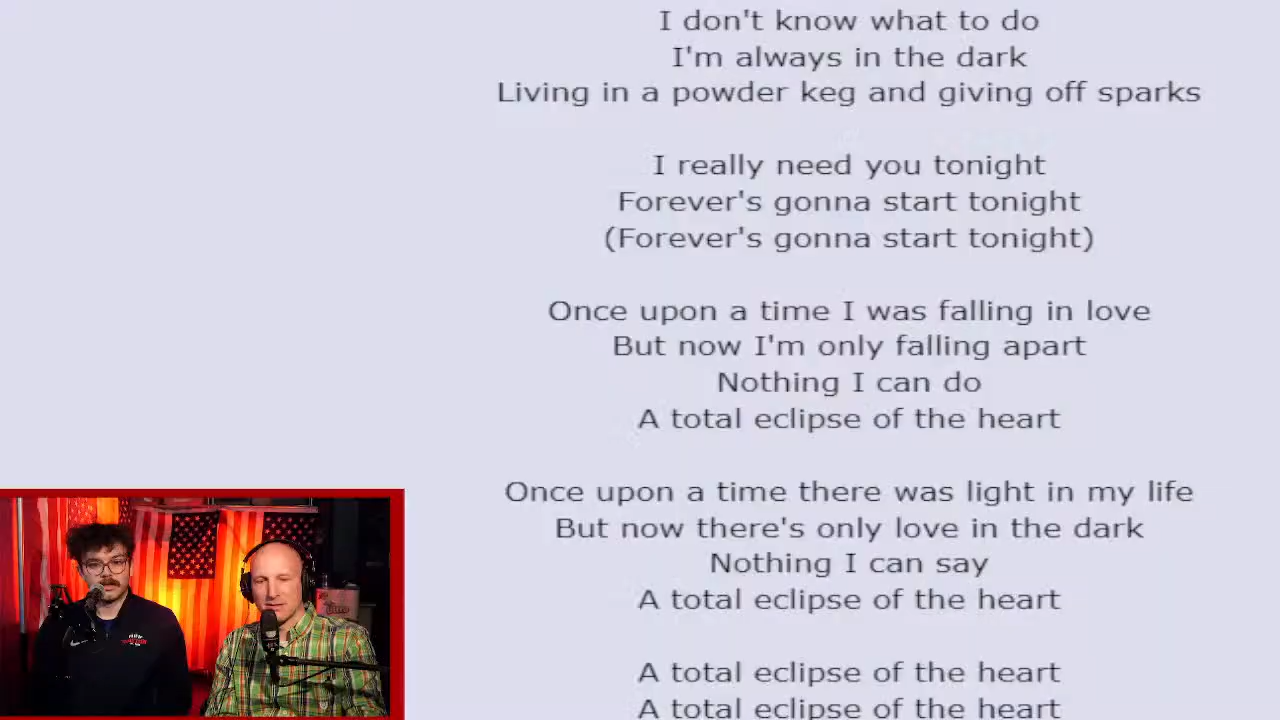 I don't know what to do
I'm always in the dark
Living in a powder keg and giving off sparks
I really need you tonight
Forever's gonna start tonight
(Forever's gonna start tonight)
Once upon a time I was falling in love
But now I'm only falling apart
Nothing I can do
A total eclipse of the heart
Once upon a time there was light in my life
But now there's only love in the dark
Nothing I can say
A total eclipse of the heart
A total eclipse of the heart
A total eclipse of the heart